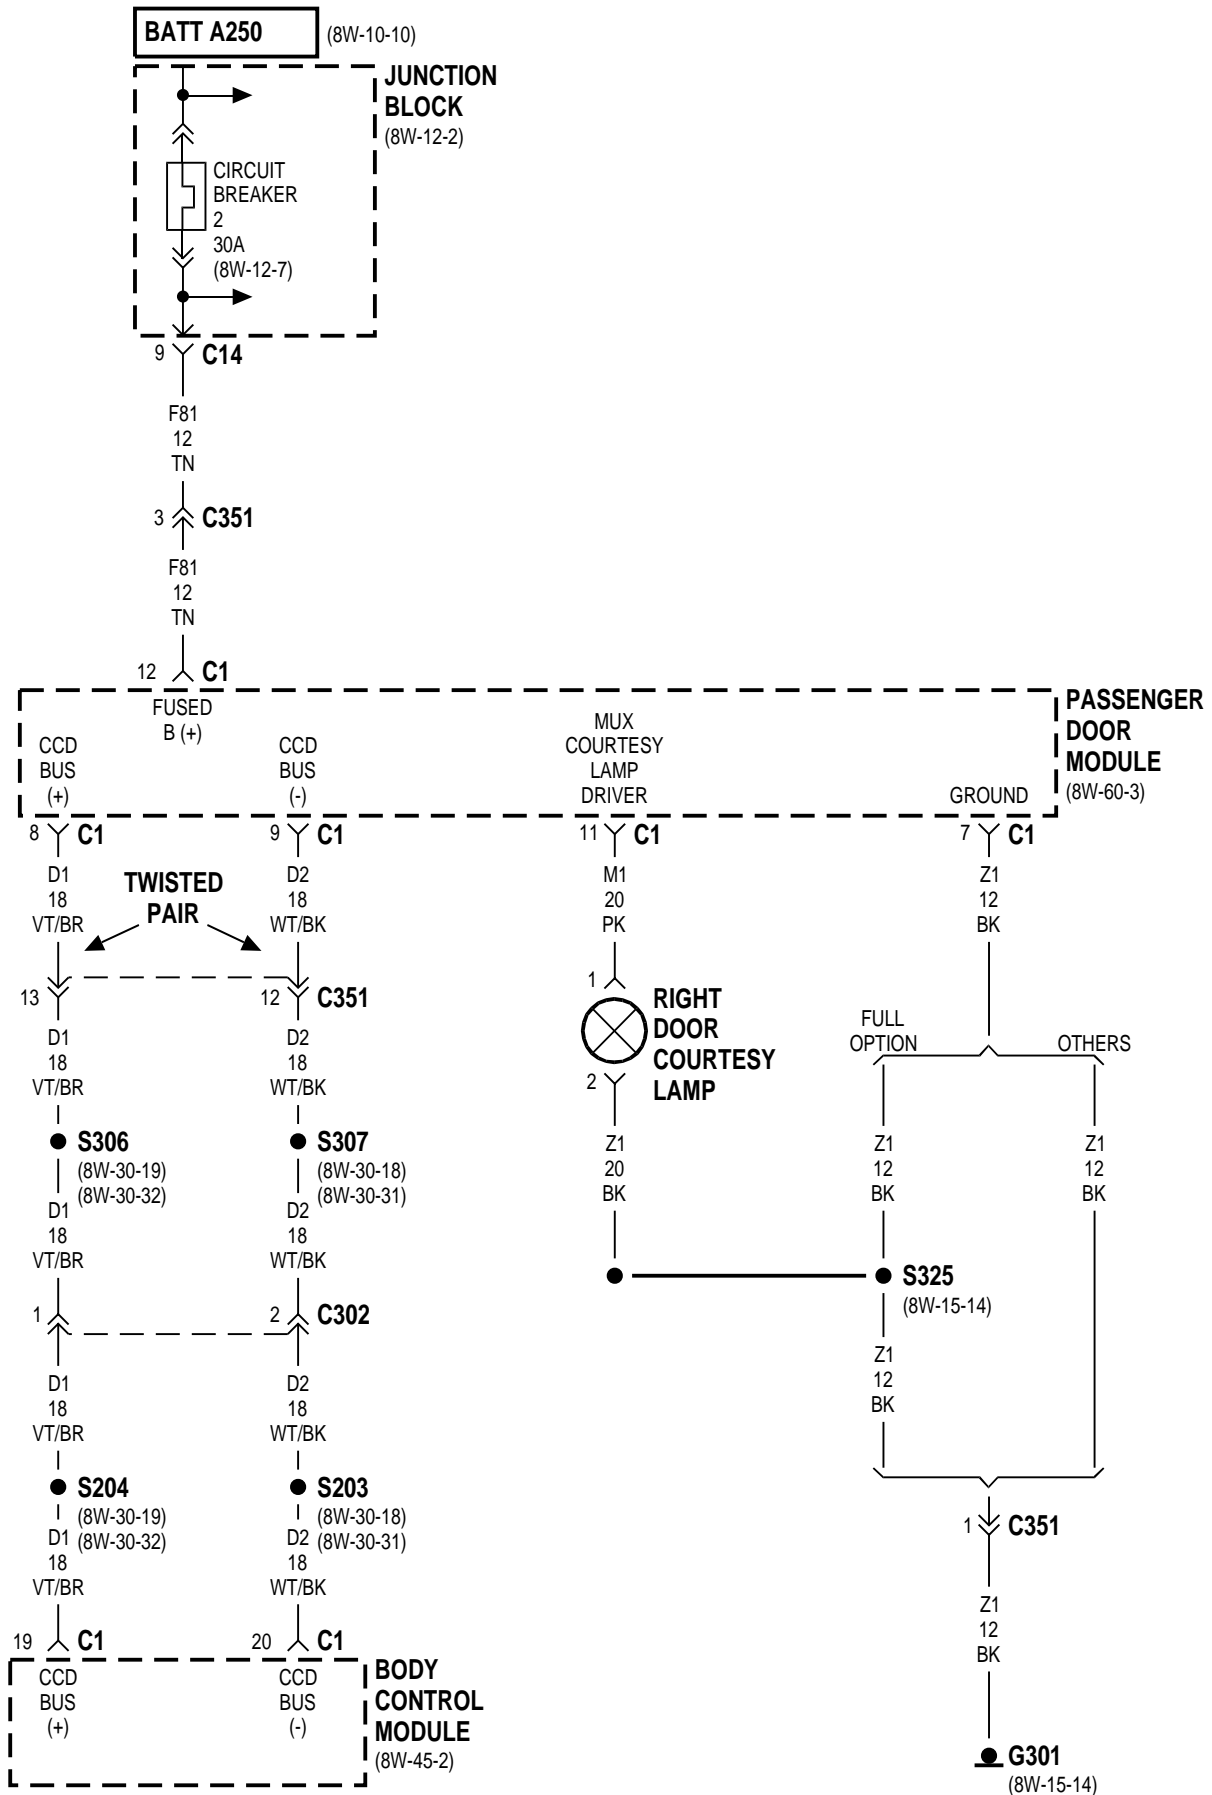 BATT A250
(8W-10-10)
JUNCTION
BLOCK
(8W-12-2)
CIRCUIT
BREAKER
2
30A
(8W-12-7)
9
C14
F81
12
TN
3
C351
F81
12
TN
12
C1
FUSED
B (+)
CCD
BUS
(+)
CCD
BUS
(-)
MUX
COURTESY
LAMP
DRIVER
GROUND
PASSENGER
DOOR
MODULE
(8W-60-3)
8
C1
9
C1
11
C1
7
C1
D1
18
VT/BR
TWISTED
PAIR
D2
18
WT/BK
M1
20
PK
Z1
12
BK
13
12
C351
1
RIGHT
DOOR
COURTESY
LAMP
2
FULL
OPTION
OTHERS
D1
18
VT/BR
D2
18
WT/BK
S306
(8W-30-19)
(8W-30-32)
S307
(8W-30-18)
(8W-30-31)
Z1
20
BK
Z1
12
BK
Z1
12
BK
D1
18
VT/BR
D2
18
WT/BK
S325
(8W-15-14)
1
2
C302
Z1
12
BK
D1
18
VT/BR
D2
18
WT/BK
S204
(8W-30-19)
(8W-30-32)
S203
(8W-30-18)
(8W-30-31)
1
C351
D1
18
VT/BR
D2
18
WT/BK
Z1
12
BK
19
C1
20
C1
CCD
BUS
(+)
CCD
BUS
(-)
BODY
CONTROL
MODULE
(8W-45-2)
G301
(8W-15-14)